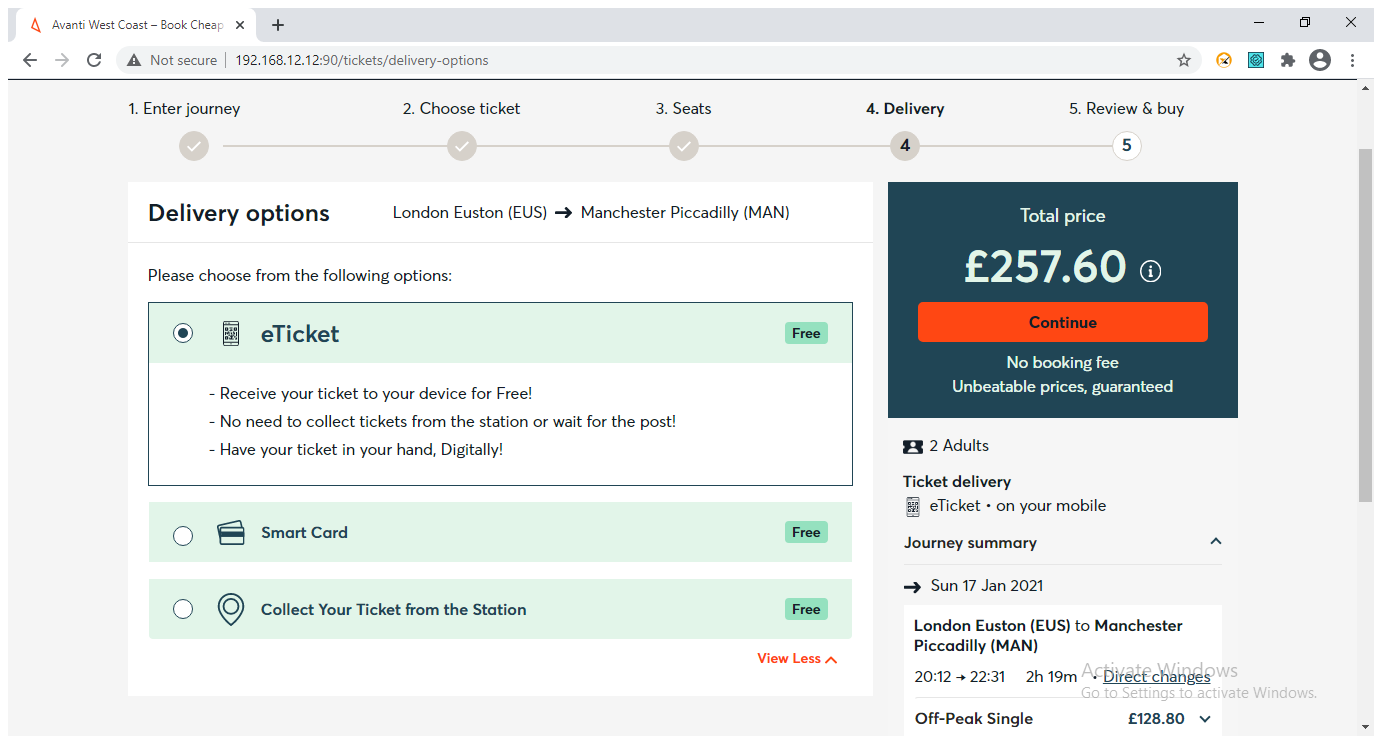 Avanti West Coast – Book Cheap
Not secure
192.168.12.12:90/tickets/delivery-options
1. Enter journey
2. Choose ticket
3. Seats
4. Delivery
5. Review & buy
4
5
Delivery options
London Euston (EUS) → Manchester Piccadilly (MAN)
Please choose from the following options:
eTicket
Free
- Receive your ticket to your device for Free!
- No need to collect tickets from the station or wait for the post!
- Have your ticket in your hand, Digitally!
Smart Card
Free
Collect Your Ticket from the Station
Free
View Less
Total price
£257.60
Continue
No booking fee
Unbeatable prices, guaranteed
2 Adults
Ticket delivery
eTicket • on your mobile
Journey summary
→ Sun 17 Jan 2021
London Euston (EUS) to Manchester
Piccadilly (MAN)
20:12 → 22:31 2h 19m • Direct changes
Off-Peak Single £128.80
Activate Windows
Go to Settings to activate Windows.